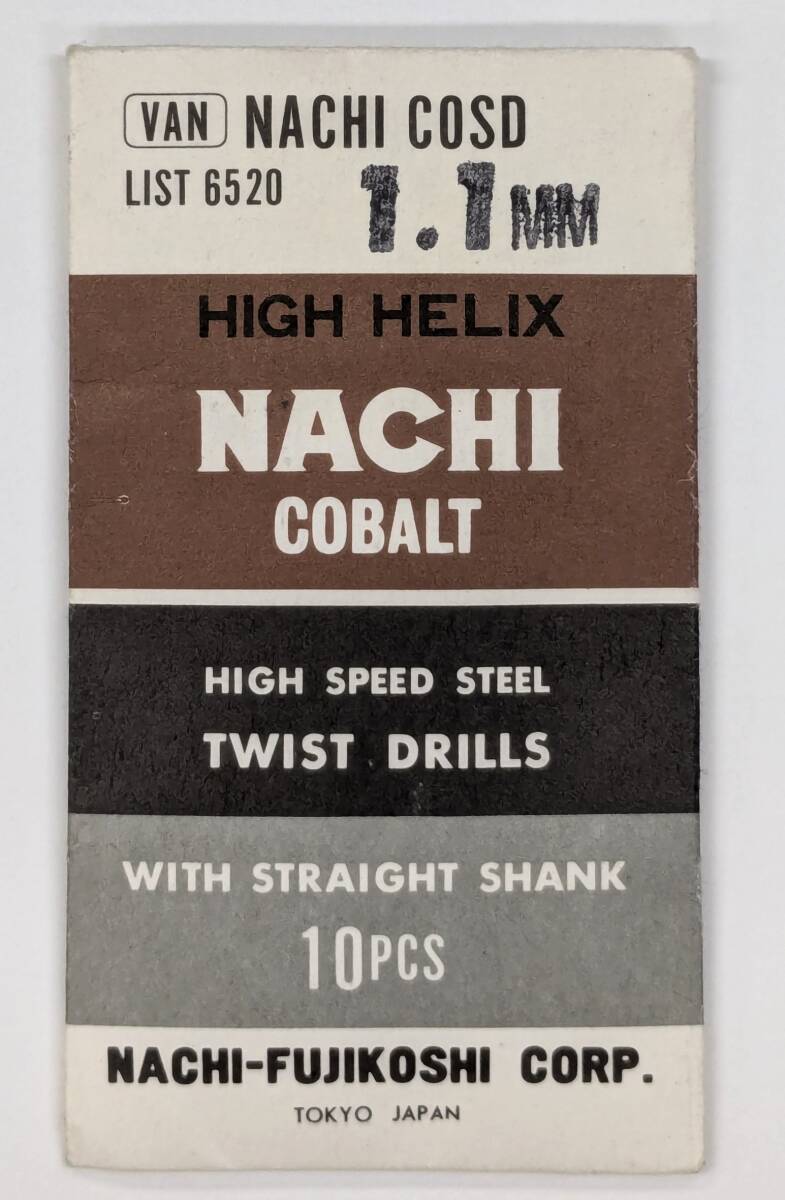 VAN NACHI COSD
LIST 6520 1.1MM
HIGH HELIX
NACHI
COBALT
HIGH SPEED STEEL
TWIST DRILLS
WITH STRAIGHT SHANK
10PCS
NACHI-FUJIKOSHI CORP.
TOKYO JAPAN